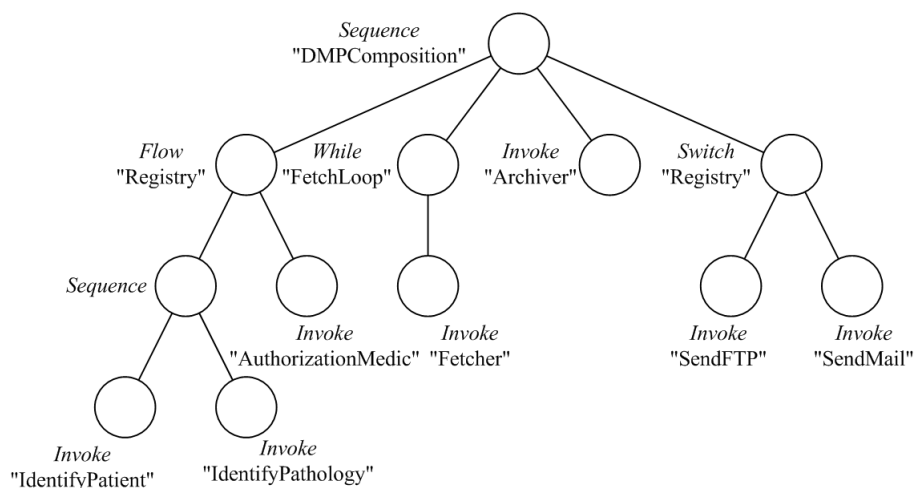 Sequence
"DMPComposition"
Flow
"Registry"
While
"FetchLoop"
Invoke
"Archiver"
Switch
"Registry"
Sequence
Invoke
"AuthorizationMedic"
Invoke
"Fetcher"
Invoke
"SendFTP"
Invoke
"SendMail"
Invoke
"IdentifyPatient"
Invoke
"IdentifyPathology"